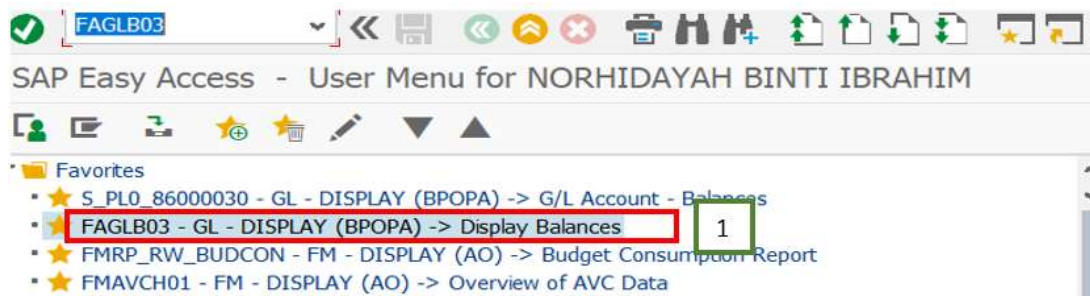 FAGLB03
SAP Easy Access - User Menu for NORHIDAYAH BINTI IBRAHIM
Favorites
S_PL0_86000030 - GL - DISPLAY (BPOPA) -> G/L Account - Balances
FAGLB03 - GL - DISPLAY (BPOPA) -> Display Balances
1
FMRP_RW_BUDCON - FM - DISPLAY (AO) -> Budget Consumption Report
FMAVCH01 - FM - DISPLAY (AO) -> Overview of AVC Data